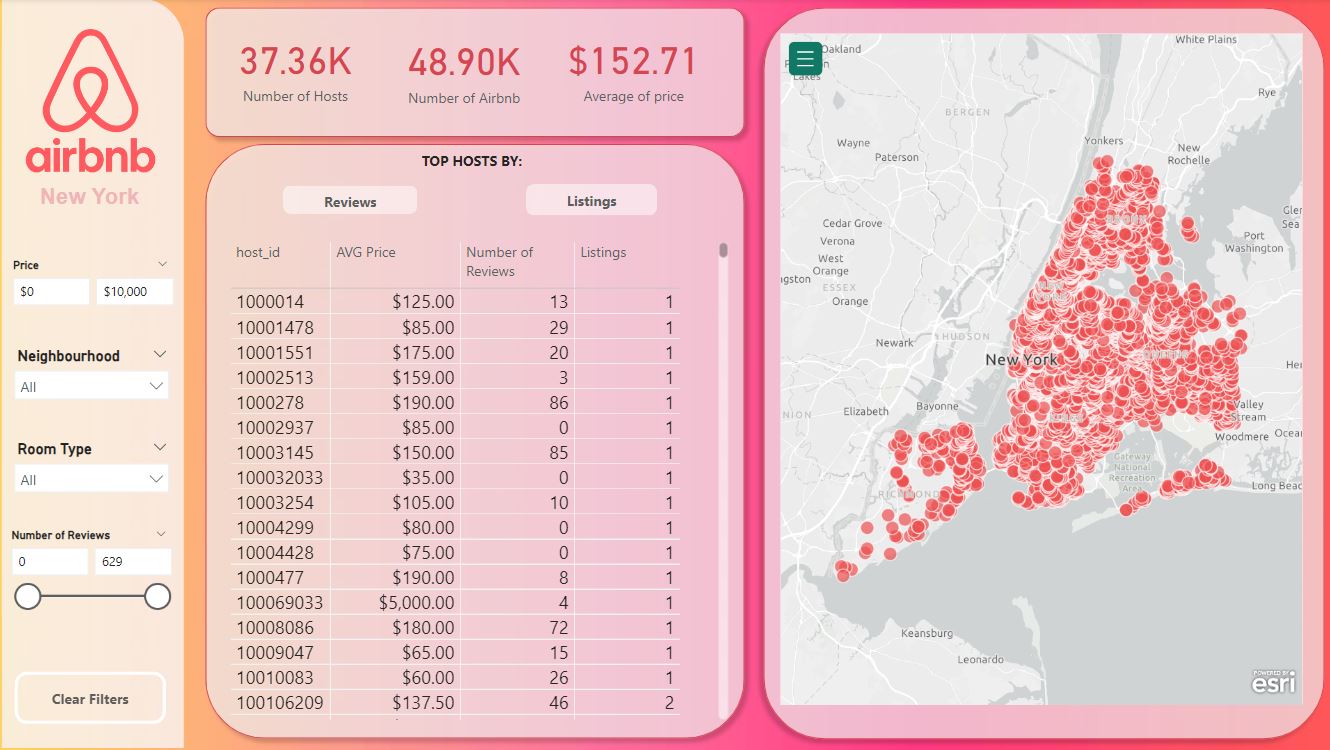 airbnb
New York
Price
$0 $10,000
Neighbourhood
All
Room Type
All
Number of Reviews
0 629
Clear Filters
37.36K 48.90K $152.71
Number of Hosts Number of Airbnb Average of price
TOP HOSTS BY:
Reviews Listings
host_id AVG Price Number of Reviews Listings
1000014 $125.00 13 1
10001478 $85.00 29 1
10001551 $175.00 20 1
10002513 $159.00 3 1
1000278 $190.00 86 1
10002937 $85.00 0 1
10003145 $150.00 85 1
100032033 $35.00 0 1
10003254 $105.00 10 1
10004299 $80.00 0 1
10004428 $75.00 0 1
1000477 $190.00 8 1
100069033 $5,000.00 4 1
10008086 $180.00 72 1
10009047 $65.00 15 1
10010083 $60.00 26 1
100106209 $137.50 46 2
White Plains
Oakland
Lakes
Rye
BERGEN
Yonkers
Wayne
New
Rochelle
Paterson
Cedar Grove
Verona
West
Orange
ESSEX
Orange
Port
Washington
Sea
HUDSON
Newark
New York
QUEENS
Elizabeth
Bayonne
Valley
Stream
Woodmere
Gateway
National
Recreation
Area
RICHMOND
Long Beac
Keansburg
Leonardo
POWERED BY
esri